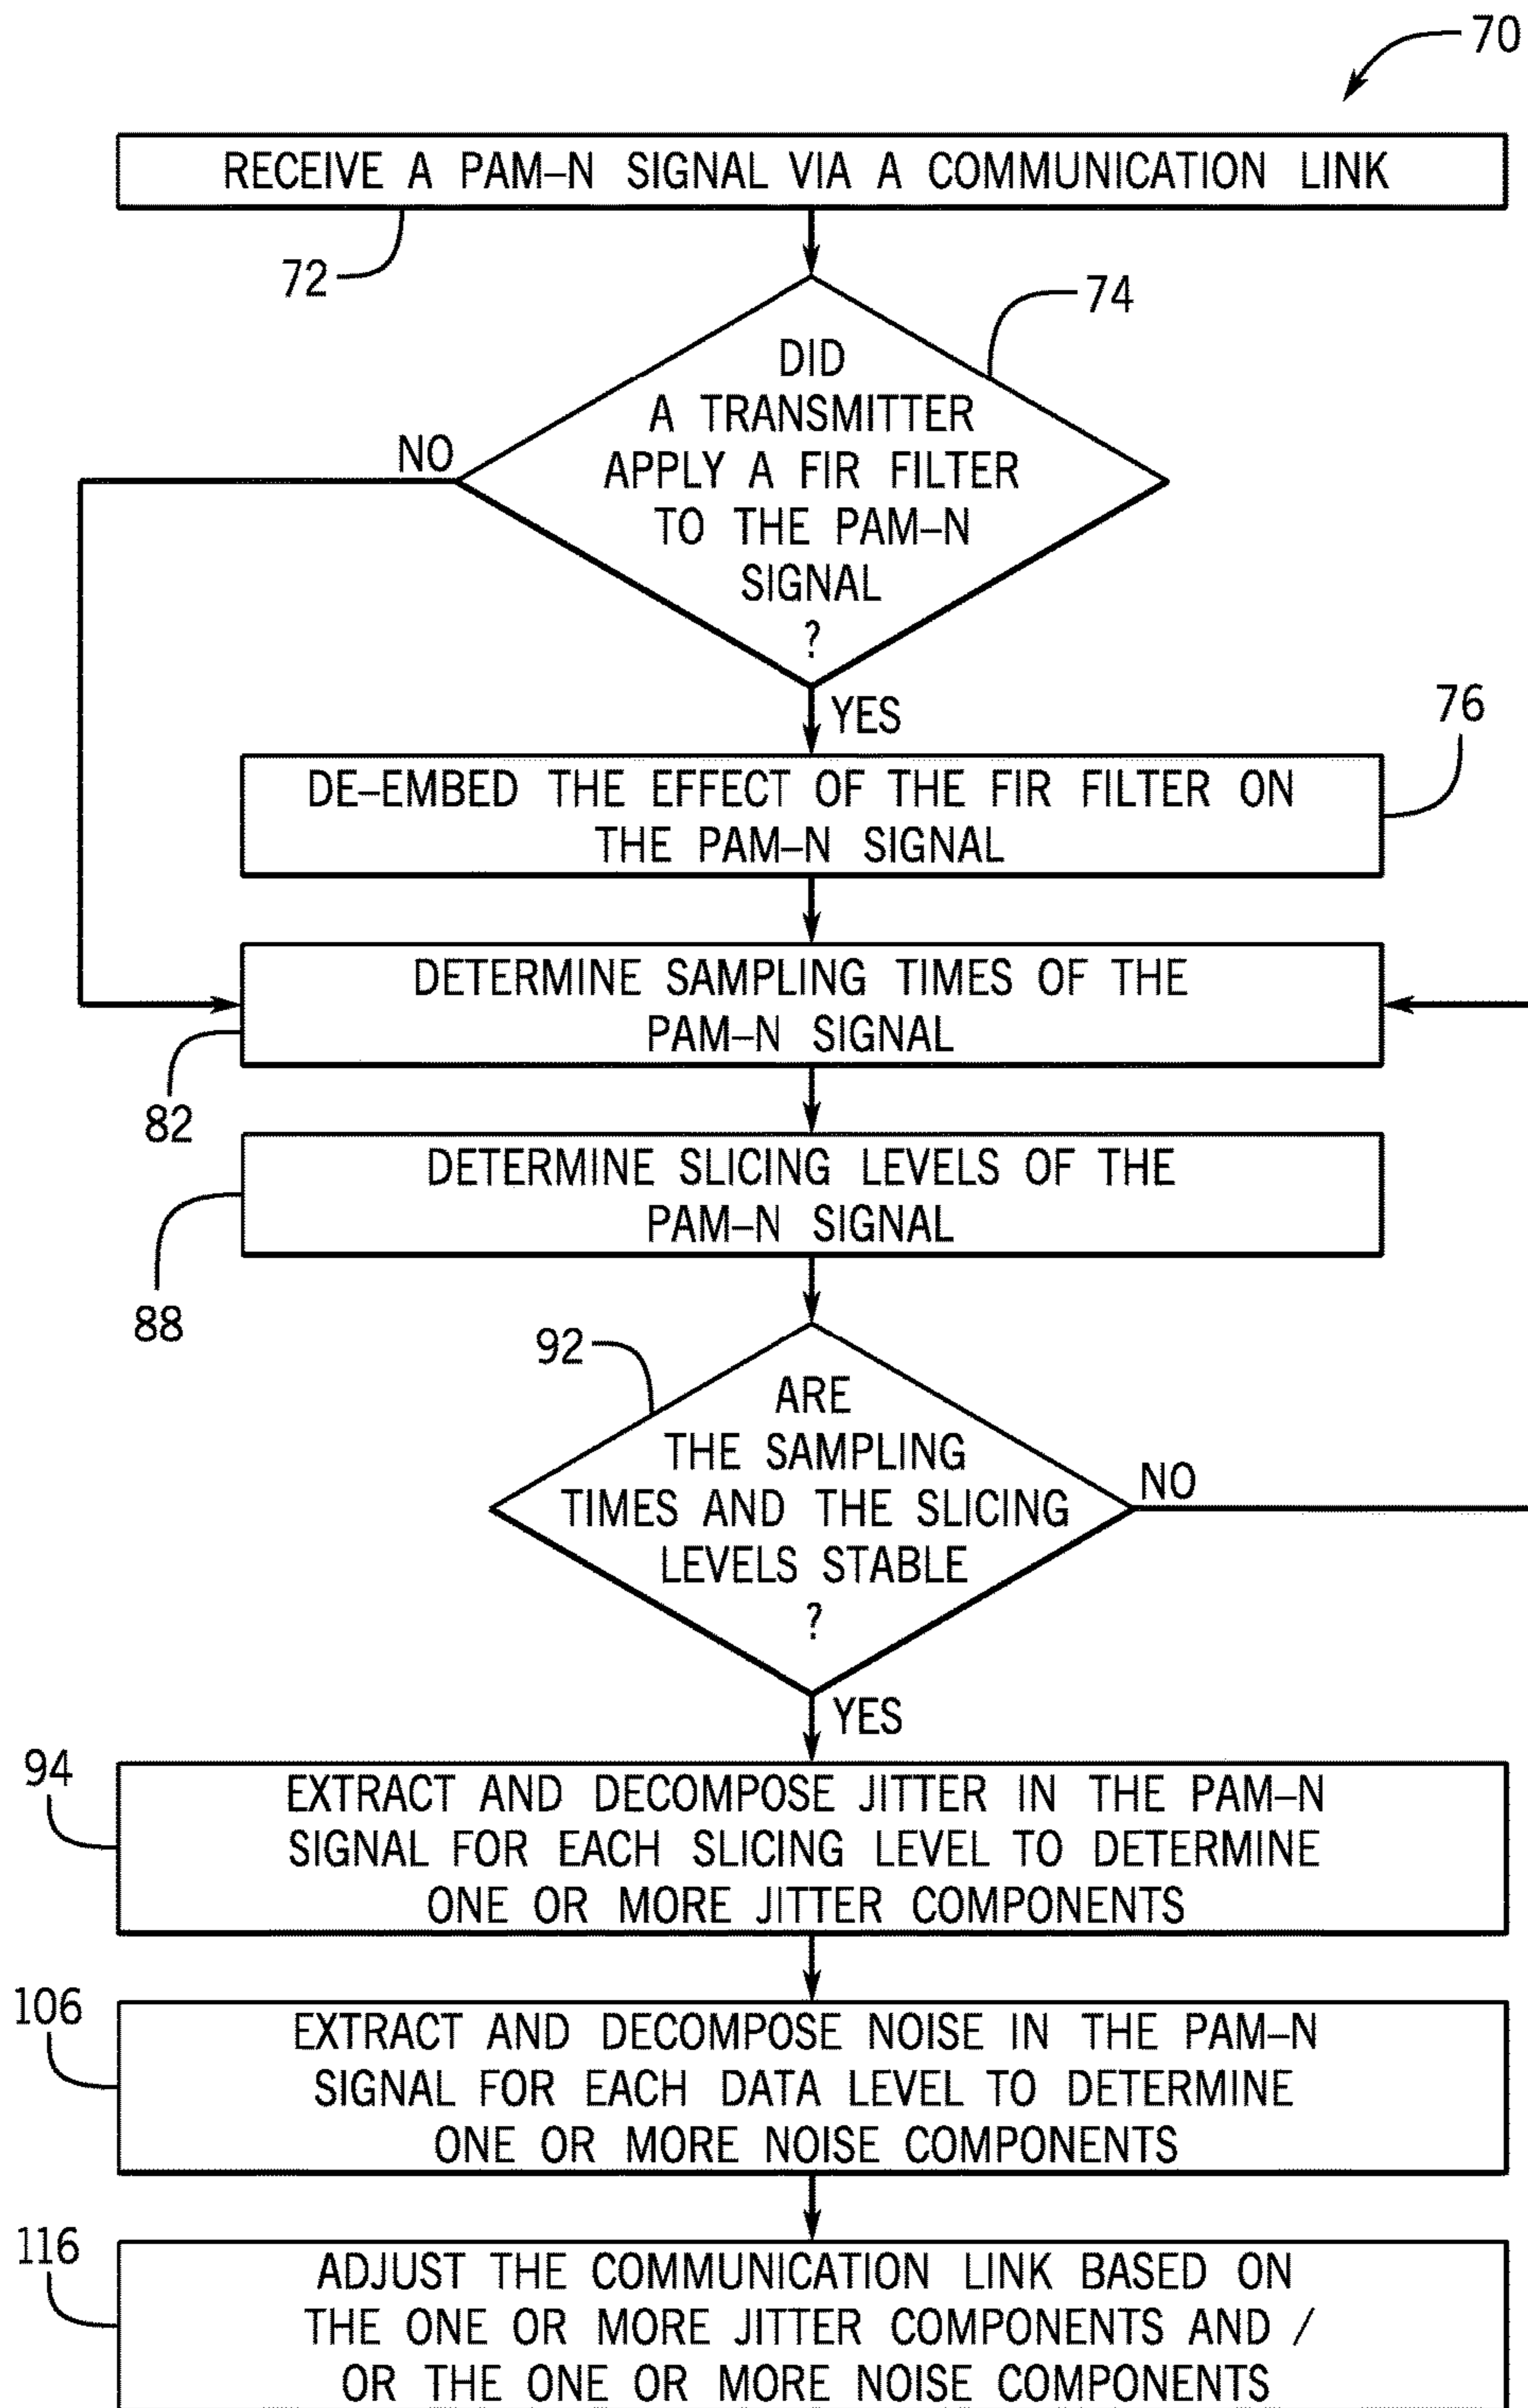 70
RECEIVE A PAM–N SIGNAL VIA A COMMUNICATION LINK
72
74
DID
A TRANSMITTER
APPLY A FIR FILTER
TO THE PAM–N
SIGNAL
?
NO
YES
76
DE–EMBED THE EFFECT OF THE FIR FILTER ON
THE PAM–N SIGNAL
DETERMINE SAMPLING TIMES OF THE
PAM–N SIGNAL
82
DETERMINE SLICING LEVELS OF THE
PAM–N SIGNAL
88
92
ARE
THE SAMPLING
TIMES AND THE SLICING
LEVELS STABLE
?
NO
YES
94
EXTRACT AND DECOMPOSE JITTER IN THE PAM–N
SIGNAL FOR EACH SLICING LEVEL TO DETERMINE
ONE OR MORE JITTER COMPONENTS
106
EXTRACT AND DECOMPOSE NOISE IN THE PAM–N
SIGNAL FOR EACH DATA LEVEL TO DETERMINE
ONE OR MORE NOISE COMPONENTS
116
ADJUST THE COMMUNICATION LINK BASED ON
THE ONE OR MORE JITTER COMPONENTS AND /
OR THE ONE OR MORE NOISE COMPONENTS